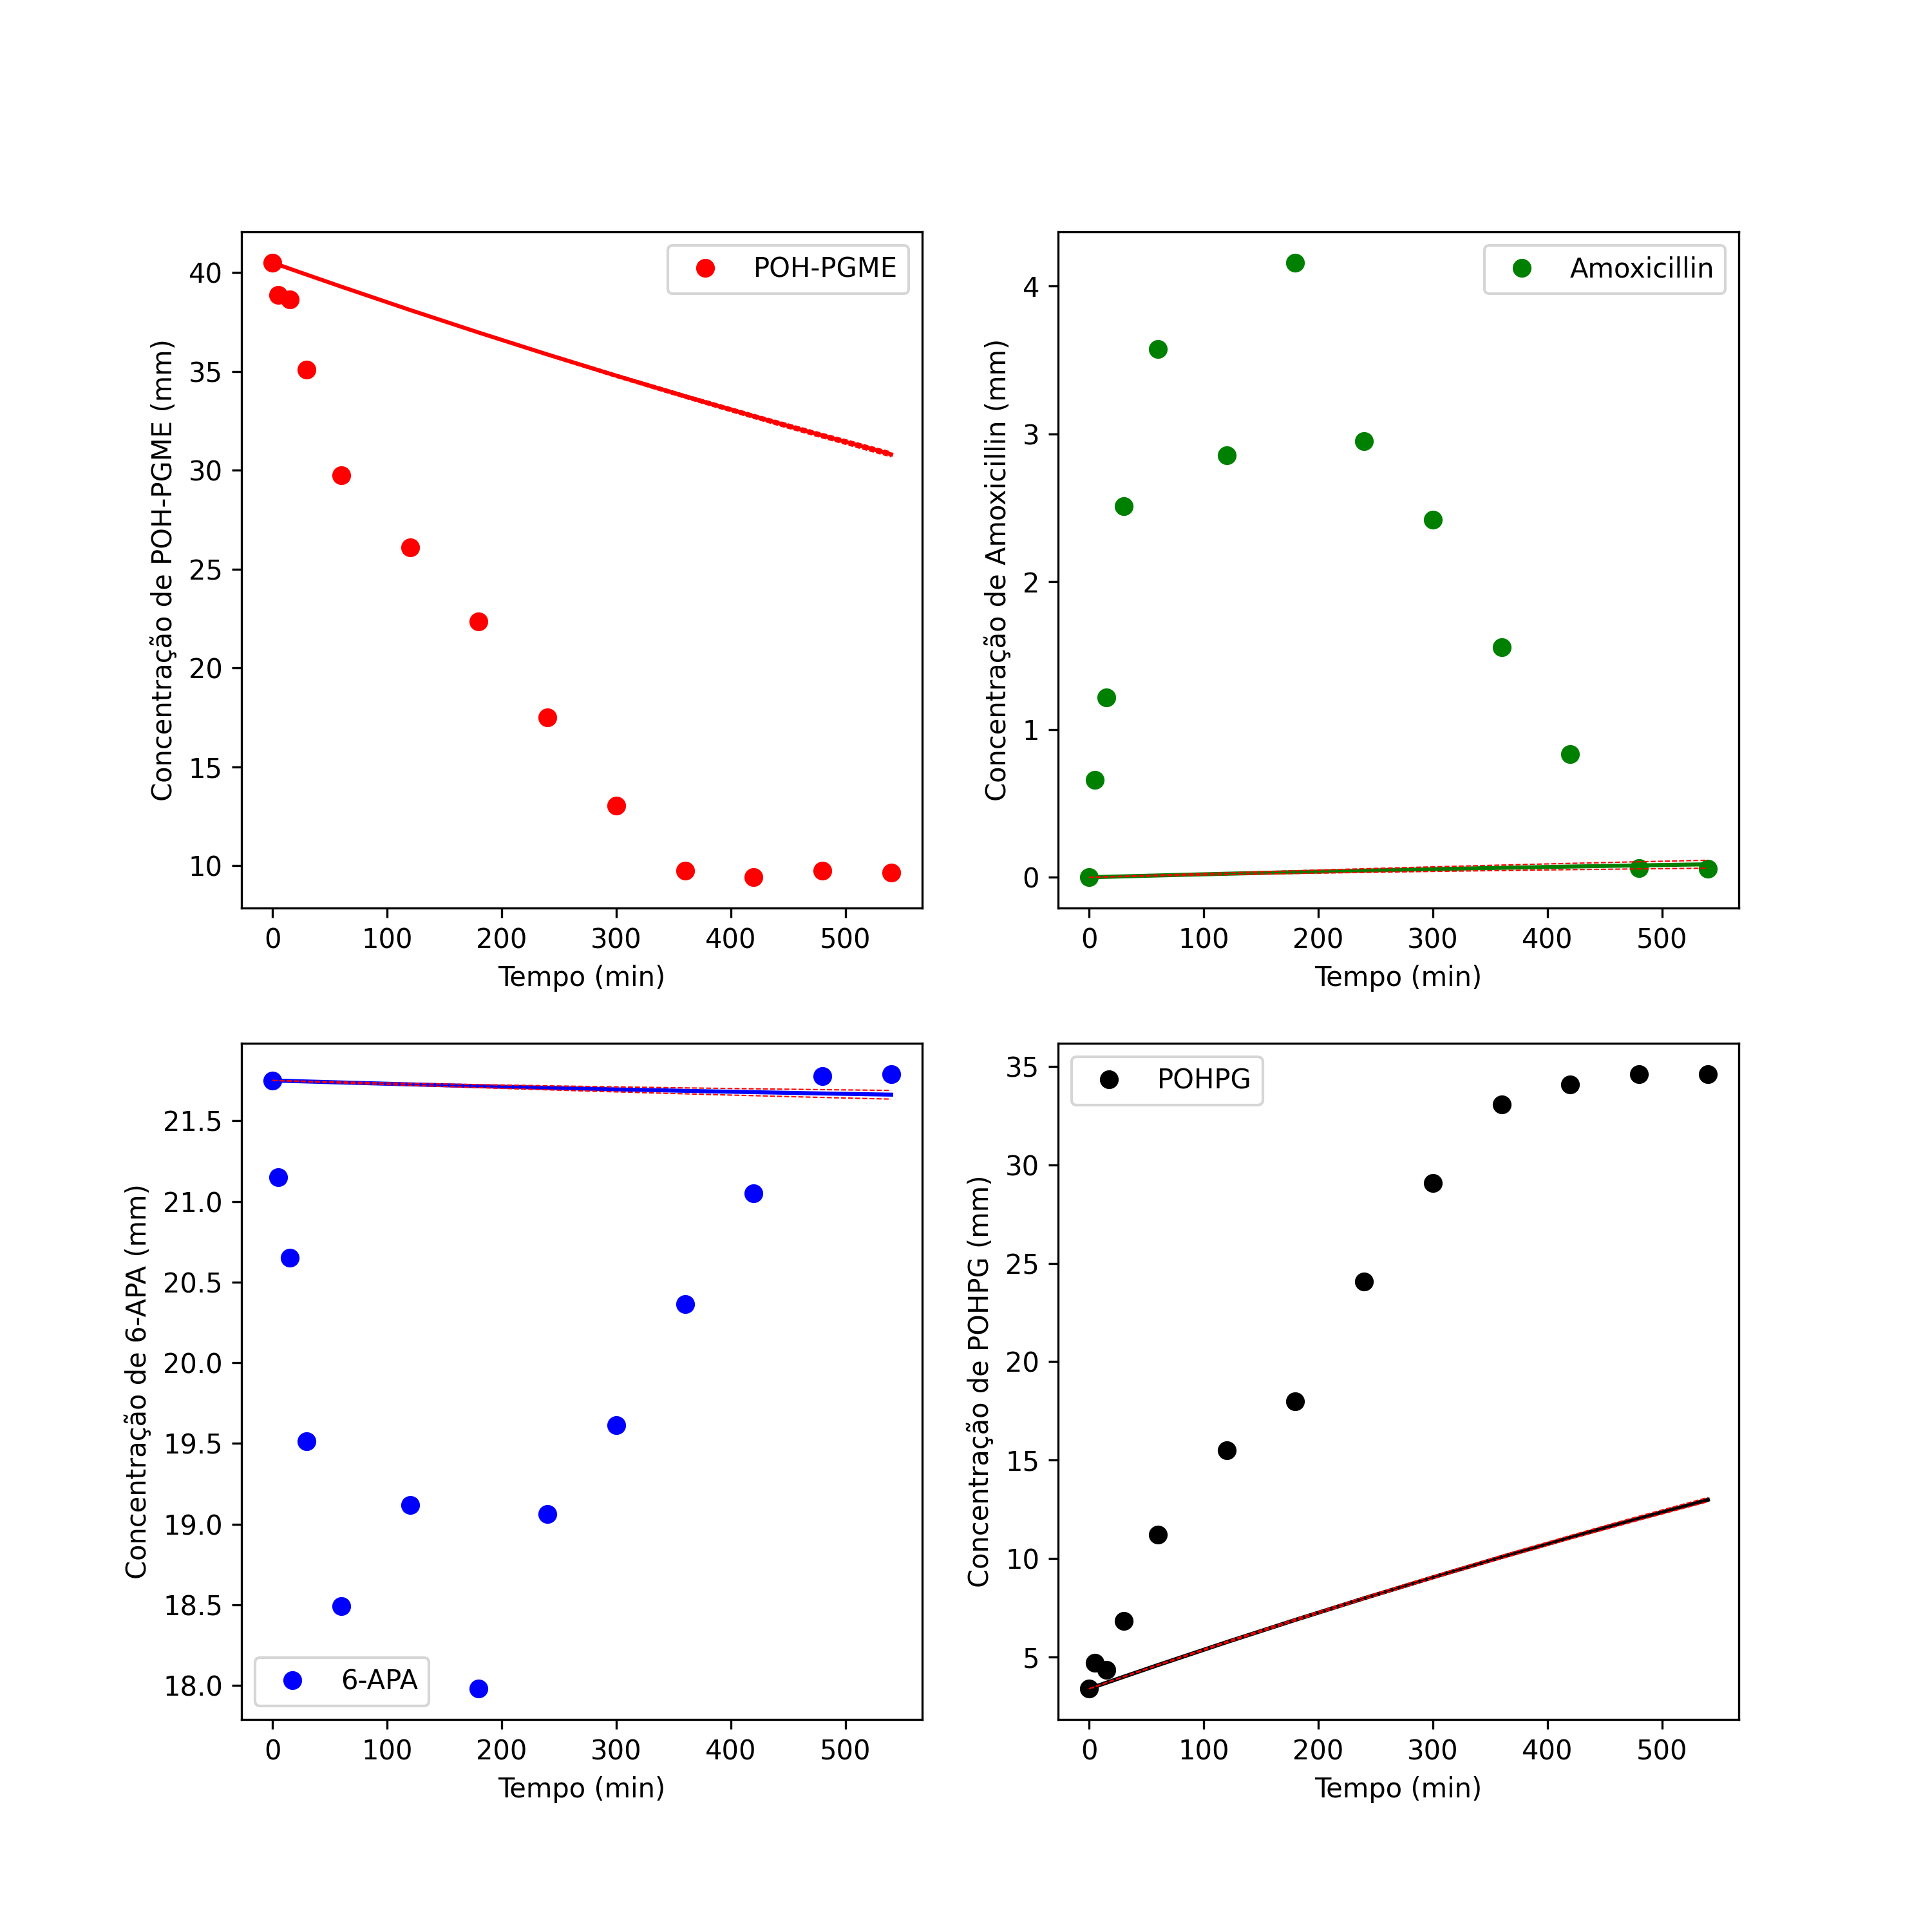 POH-PGME
Concentração de POH-PGME (mm)
40
35
30
25
20
15
10
0 100 200 300 400 500
Tempo (min)
Amoxicillin
Concentração de Amoxicillin (mm)
4
3
2
1
0
0 100 200 300 400 500
Tempo (min)
6-APA
Concentração de 6-APA (mm)
21.5
21.0
20.5
20.0
19.5
19.0
18.5
18.0
0 100 200 300 400 500
Tempo (min)
POHPG
Concentração de POHPG (mm)
35
30
25
20
15
10
5
0 100 200 300 400 500
Tempo (min)